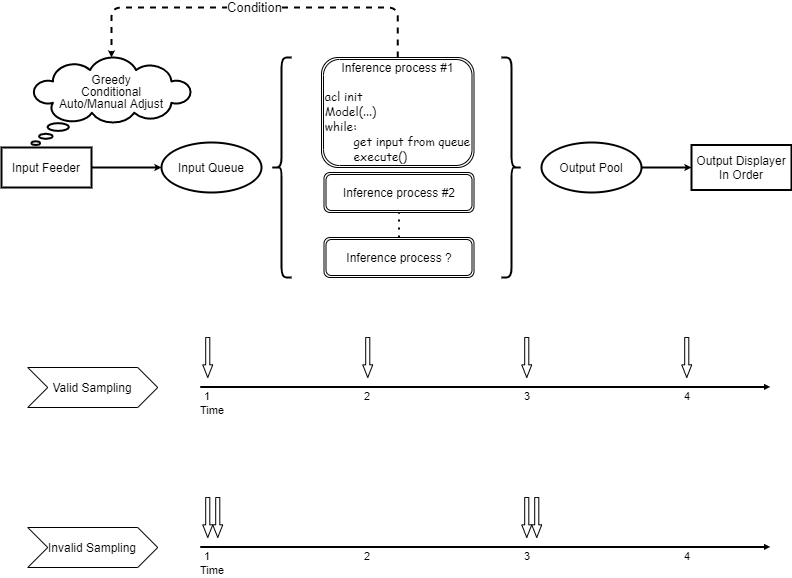 Condition
Greedy
Conditional
Auto/Manual Adjust
Input Feeder
Input Queue
Inference process #1
acl init
Model(...)
while:
get input from queue
execute()
Inference process #2
Inference process ?
Output Pool
Output Displayer
In Order
Valid Sampling
1
2
3
4
Time
Invalid Sampling
1
2
3
4
Time